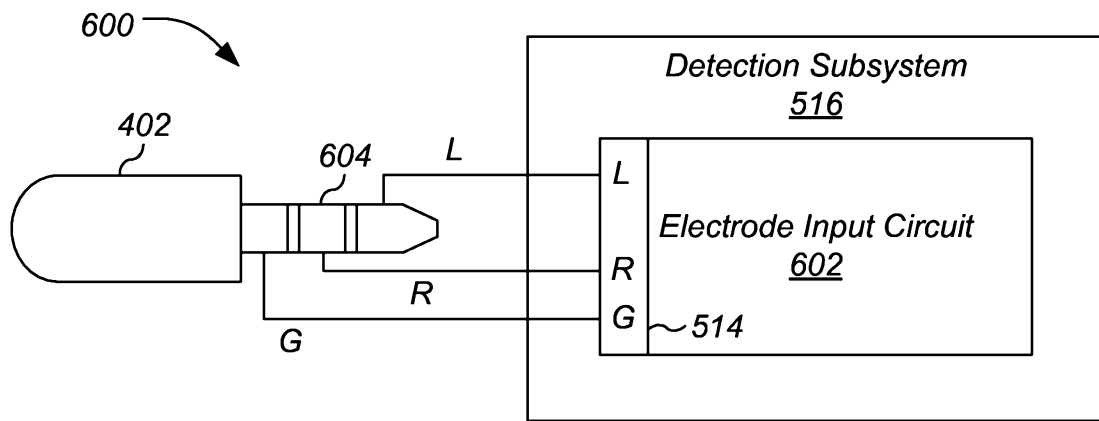 600
Detection Subsystem
516
402
604
L
L
Electrode Input Circuit
602
R
R
G
G
514